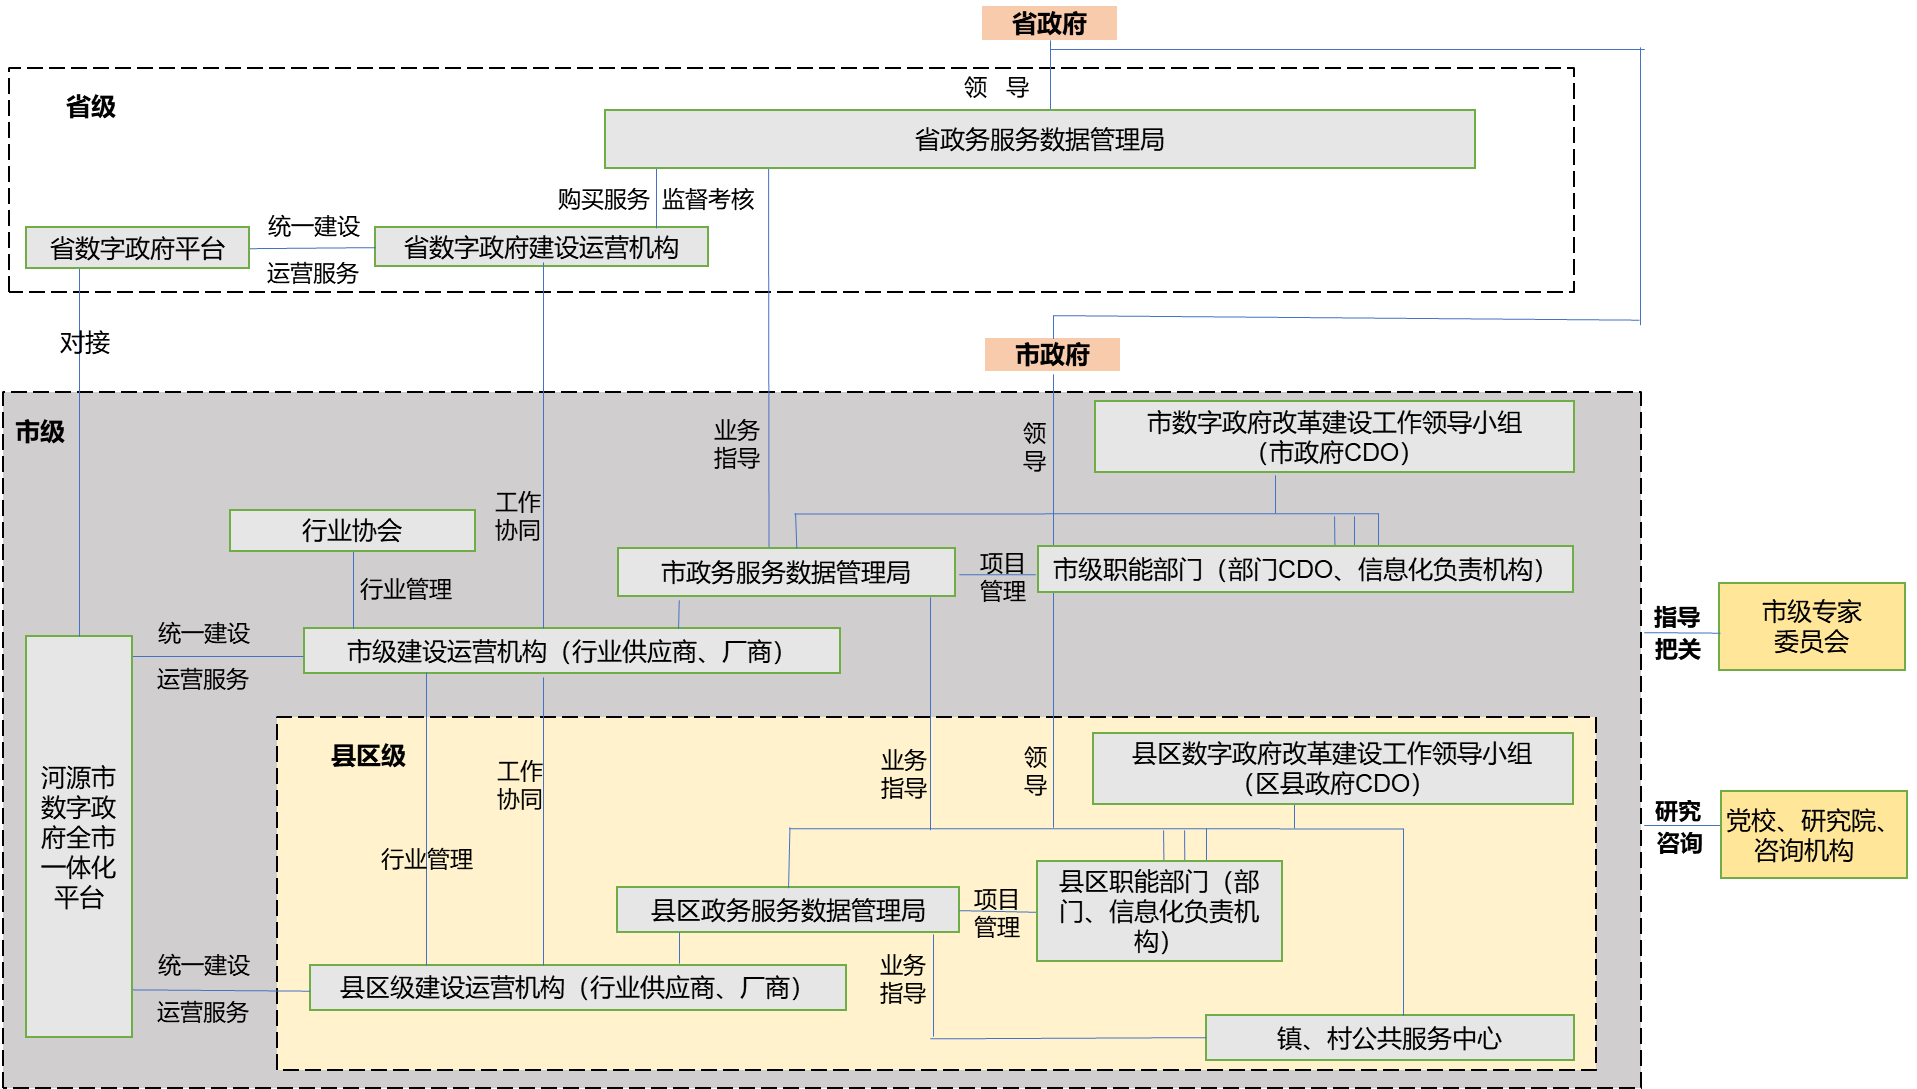 省政府
领 导
省级
省政务服务数据管理局
购买服务
监督考核
统一建设
省数字政府平台
省数字政府建设运营机构
运营服务
对接
市政府
市级
业务
指导
领
导
市数字政府改革建设工作领导小组
（市政府CDO）
工作
协同
行业协会
行业管理
市政务服务数据管理局
项目
管理
市级职能部门（部门CDO、信息化负责机构）
指导
把关
市级专家
委员会
统一建设
运营服务
市级建设运营机构（行业供应商、厂商）
县区级
工作
协同
业务
指导
领
导
县区数字政府改革建设工作领导小组
（区县政府CDO）
研究
咨询
党校、研究院、
咨询机构
河源市
数字政
府全市
一体化
平台
行业管理
县区政务服务数据管理局
项目
管理
县区职能部门（部
门、信息化负责机
构）
统一建设
运营服务
县区级建设运营机构（行业供应商、厂商）
业务
指导
镇、村公共服务中心